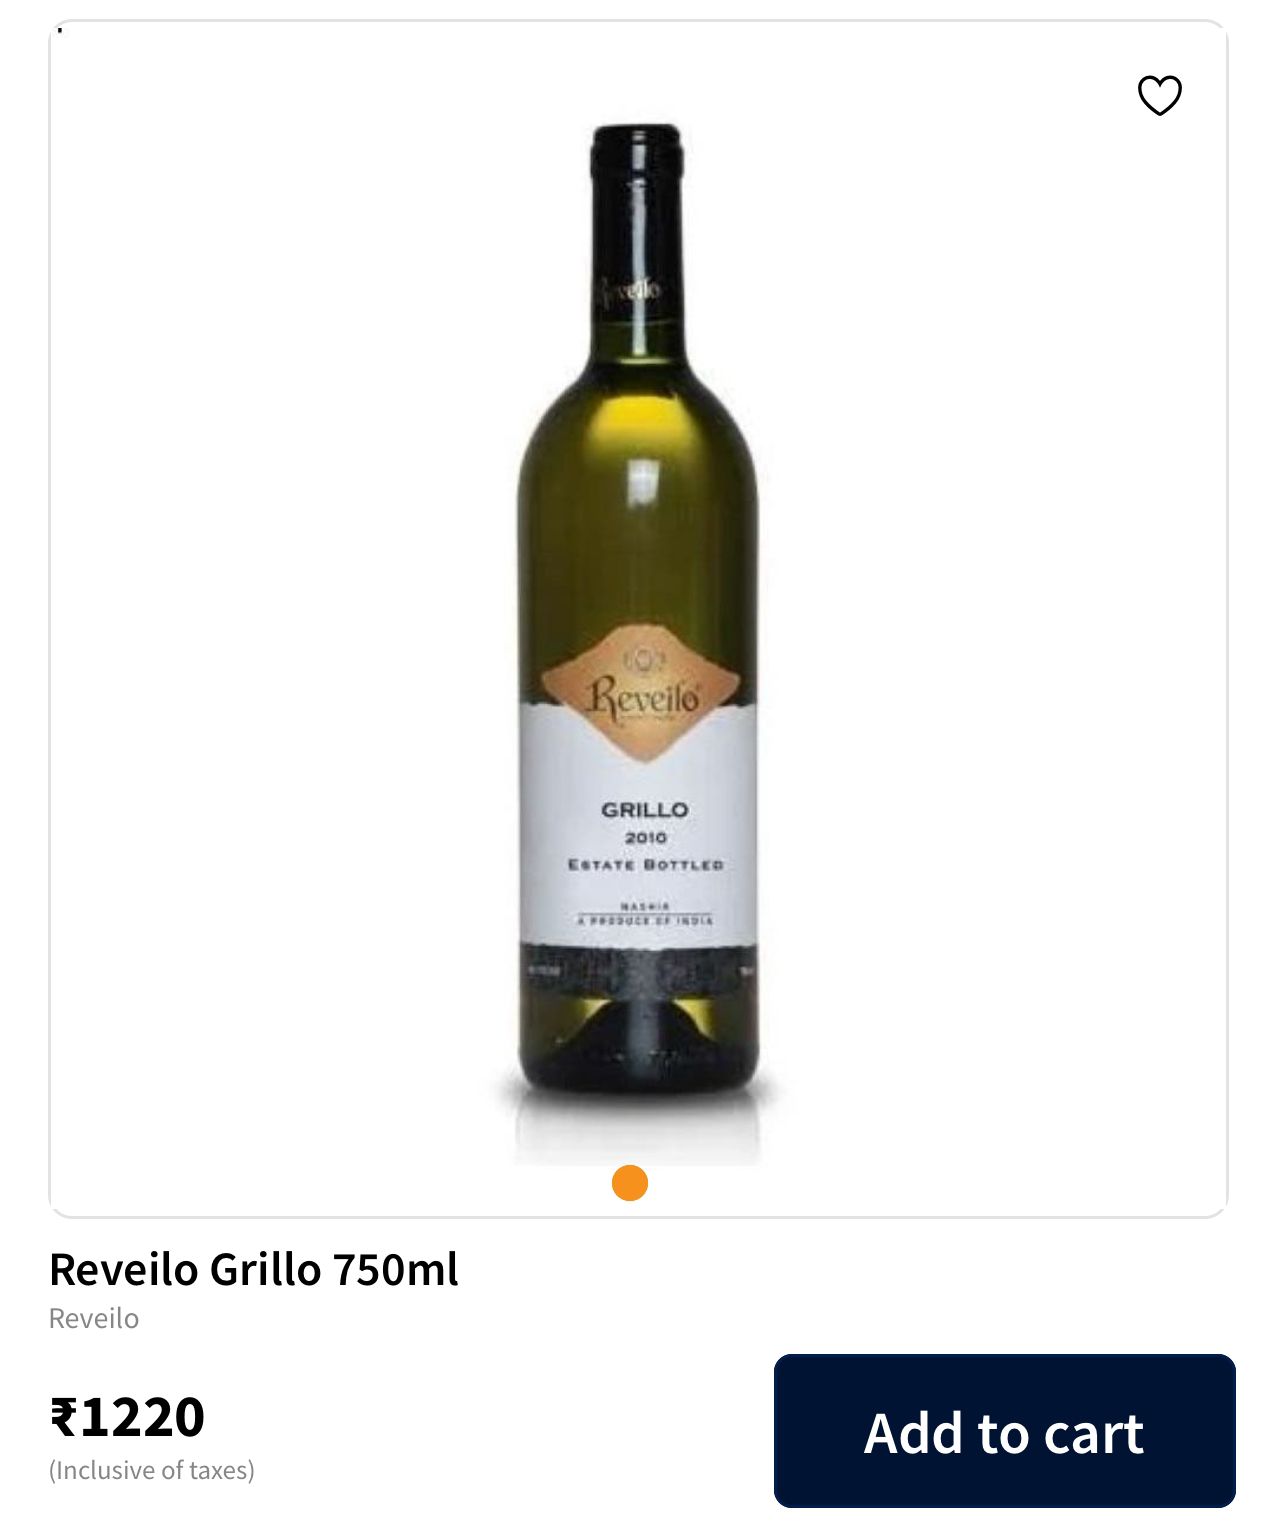 Reveilo
Reveilo
GRILLO
2010
ESTATE BOTTLED
NASHIK
A PRODUCE OF INDIA
Reveilo Grillo 750ml
Reveilo
₹1220
(Inclusive of taxes)
Add to cart